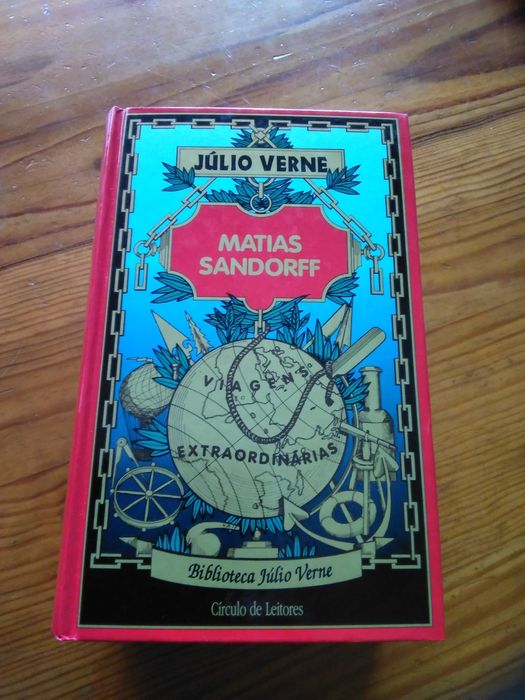 JÚLIO VERNE
MATIAS
SANDORFF
VIAGENS
EXTRAORDINÁRIAS
Biblioteca Júlio Verne
Círculo de Leitores